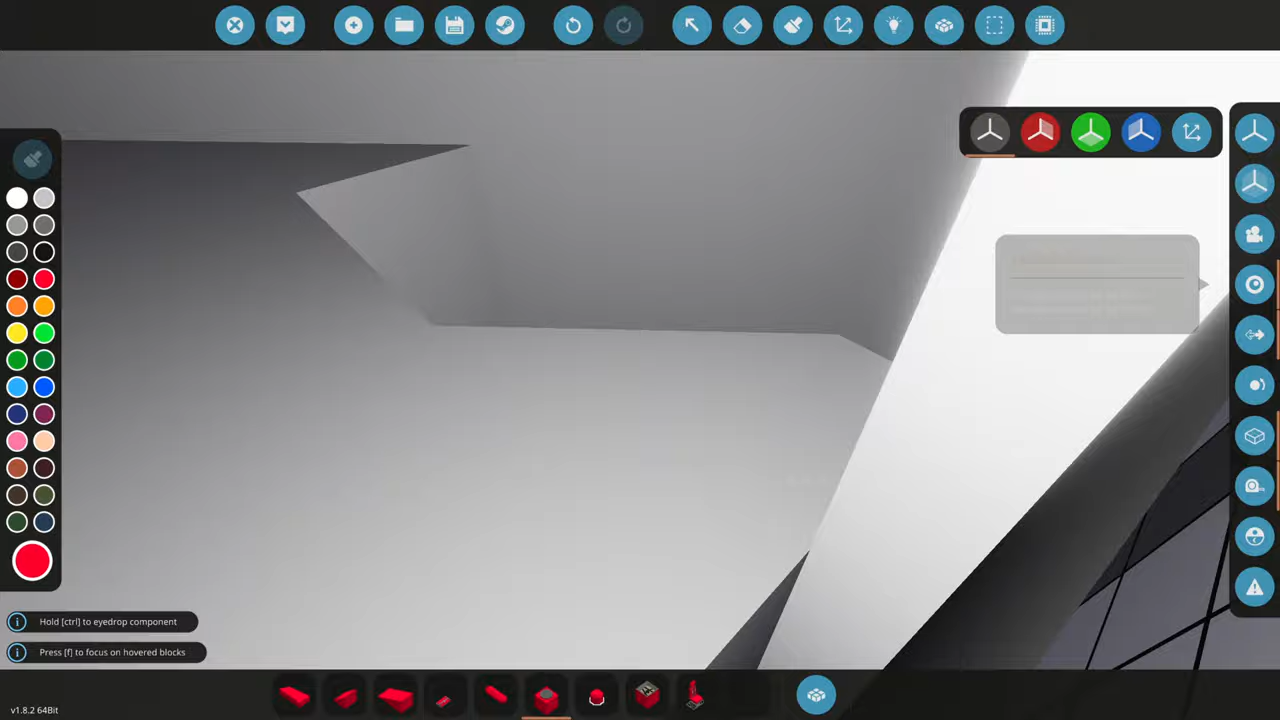 Hold [ctrl] to eyedrop component
Press [f] to focus on hovered blocks
v1.8.2 64Bit